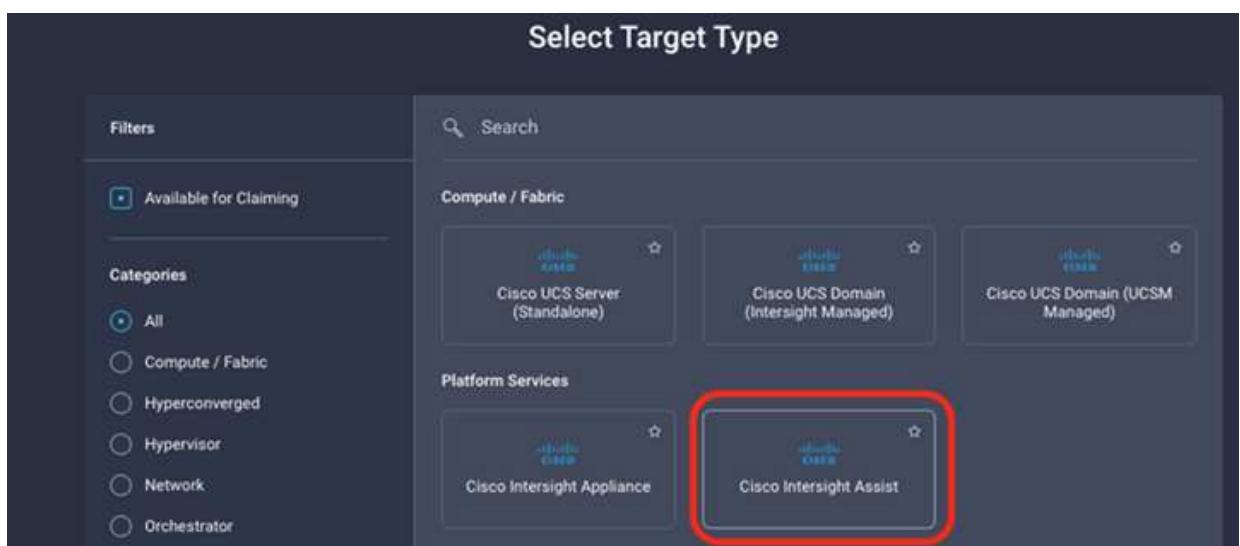 Select Target Type
Filters
Available for Claiming
Categories
All
Compute / Fabric
Hyperconverged
Hypervisor
Network
Orchestrator
Search
Compute / Fabric
Cisco UCS Server
(Standalone)
Cisco UCS Domain
(Intersight Managed)
Cisco UCS Domain (UCSM
Managed)
Platform Services
Cisco Intersight Appliance
Cisco Intersight Assist